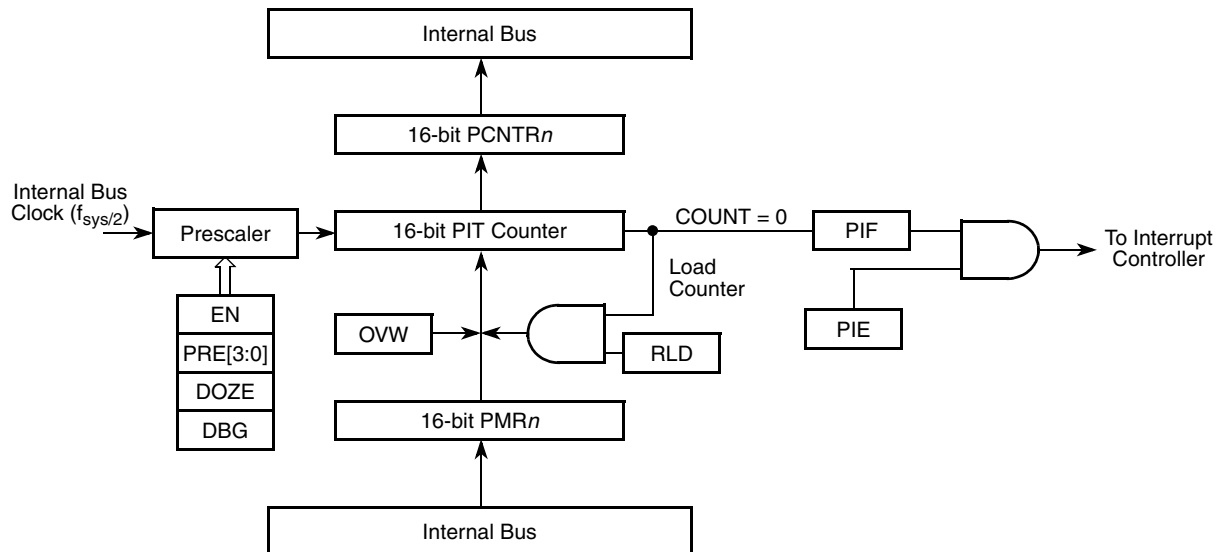 Internal Bus
16-bit PCNTRn
Internal Bus
Clock (fsys/2)
Prescaler
16-bit PIT Counter
COUNT = 0
PIF
To Interrupt
Controller
Load
Counter
EN
PRE[3:0]
DOZE
DBG
OVW
RLD
PIE
16-bit PMRn
Internal Bus